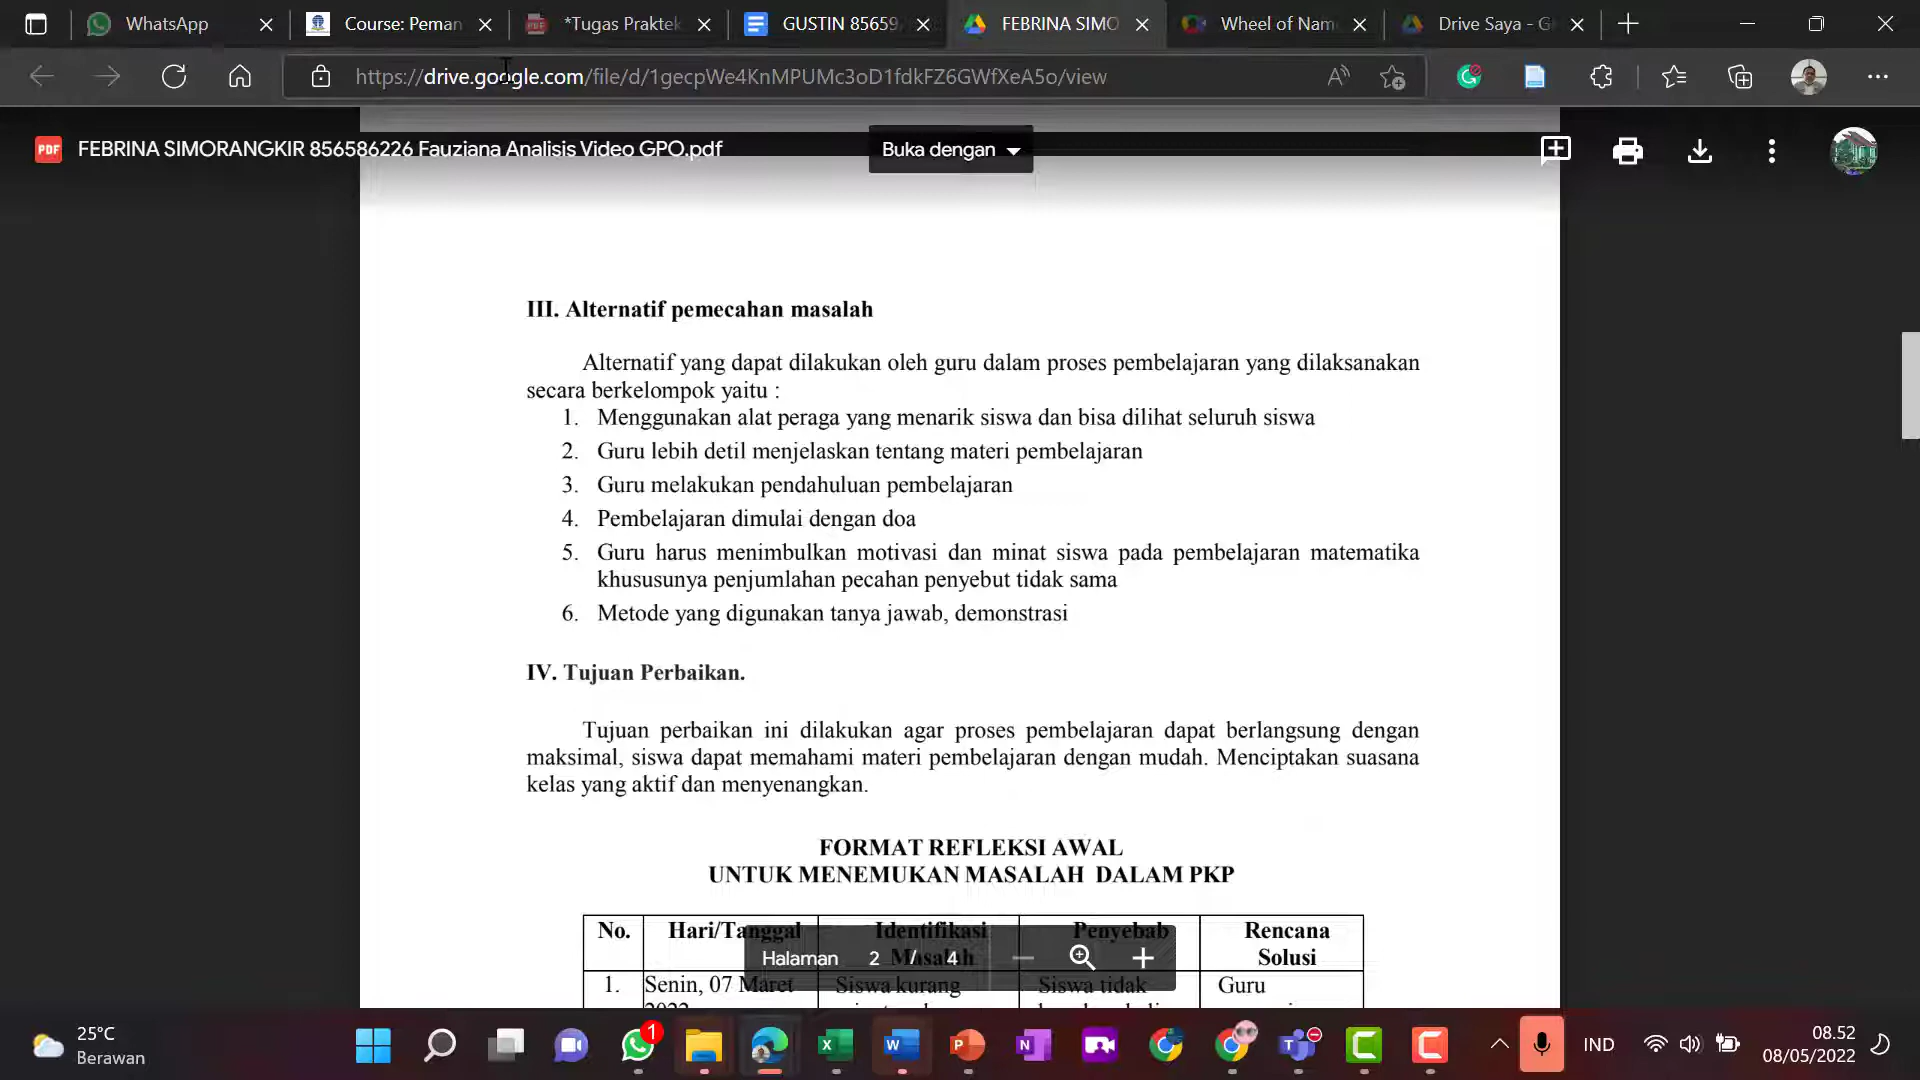 WhatsApp
Course: Peman
*Tugas Praktek
GUSTIN 85659
FEBRINA SIMO
Wheel of Nam
Drive Saya - G
https://drive.google.com/file/d/1gecpWe4KnMPUMc3oD1fdkFZ6GWfXeA5o/view
PDF FEBRINA SIMORANGKIR 856586226 Fauziana Analisis Video GPO.pdf
Buka dengan
III. Alternatif pemecahan masalah
Alternatif yang dapat dilakukan oleh guru dalam proses pembelajaran yang dilaksanakan
secara berkelompok yaitu :
1. Menggunakan alat peraga yang menarik siswa dan bisa dilihat seluruh siswa
2. Guru lebih detil menjelaskan tentang materi pembelajaran
3. Guru melakukan pendahuluan pembelajaran
4. Pembelajaran dimulai dengan doa
5. Guru harus menimbulkan motivasi dan minat siswa pada pembelajaran matematika
khususunya penjumlahan pecahan penyebut tidak sama
6. Metode yang digunakan tanya jawab, demonstrasi
IV. Tujuan Perbaikan.
Tujuan perbaikan ini dilakukan agar proses pembelajaran dapat berlangsung dengan
maksimal, siswa dapat memahami materi pembelajaran dengan mudah. Menciptakan suasana
kelas yang aktif dan menyenangkan.
FORMAT REFLEKSI AWAL
UNTUK MENEMUKAN MASALAH DALAM PKP
No. Hari/Tanggal Identifikasi Masalah Penyebab Rencana Solusi
1. Senin, 07 Maret Siswa kurang Siswa tidak Guru
Halaman 2 / 4
25°C
Berawan
1
IND
08.52
08/05/2022